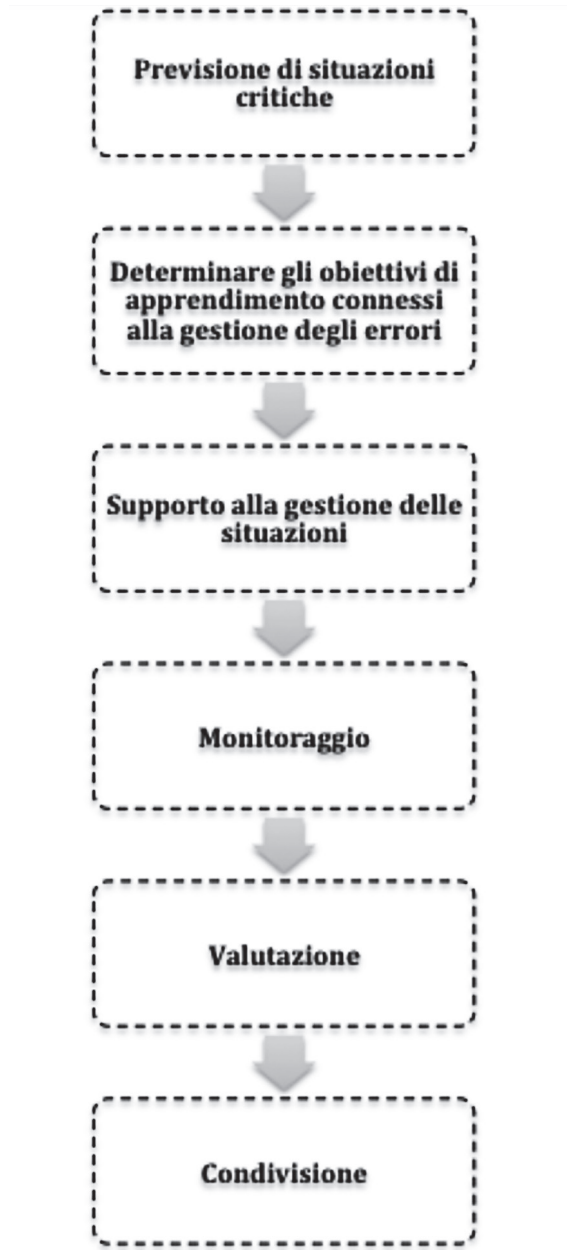 Previsione di situazioni
critiche
Determinare gli obiettivi di
apprendimento connessi
alla gestione degli errori
Supporto alla gestione delle
situazioni
Monitoraggio
Valutazione
Condivisione